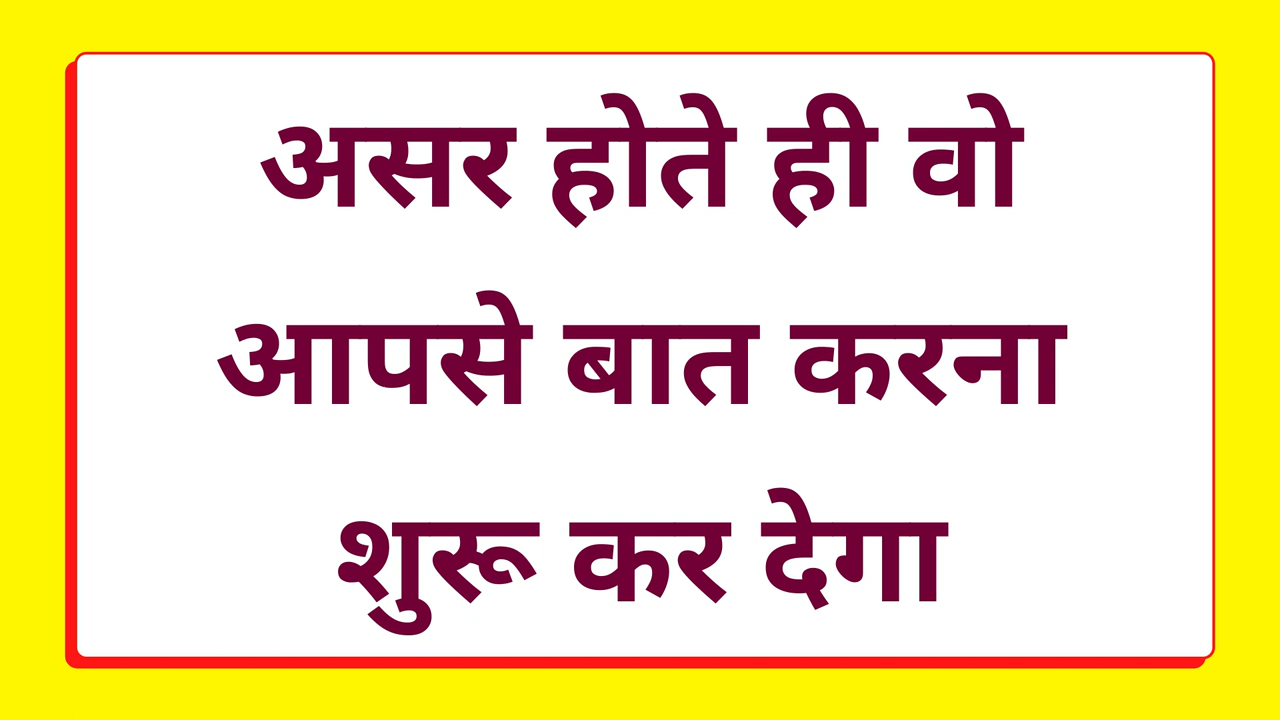 असर होते ही वो
आपसे बात करना
शुरू कर देगा